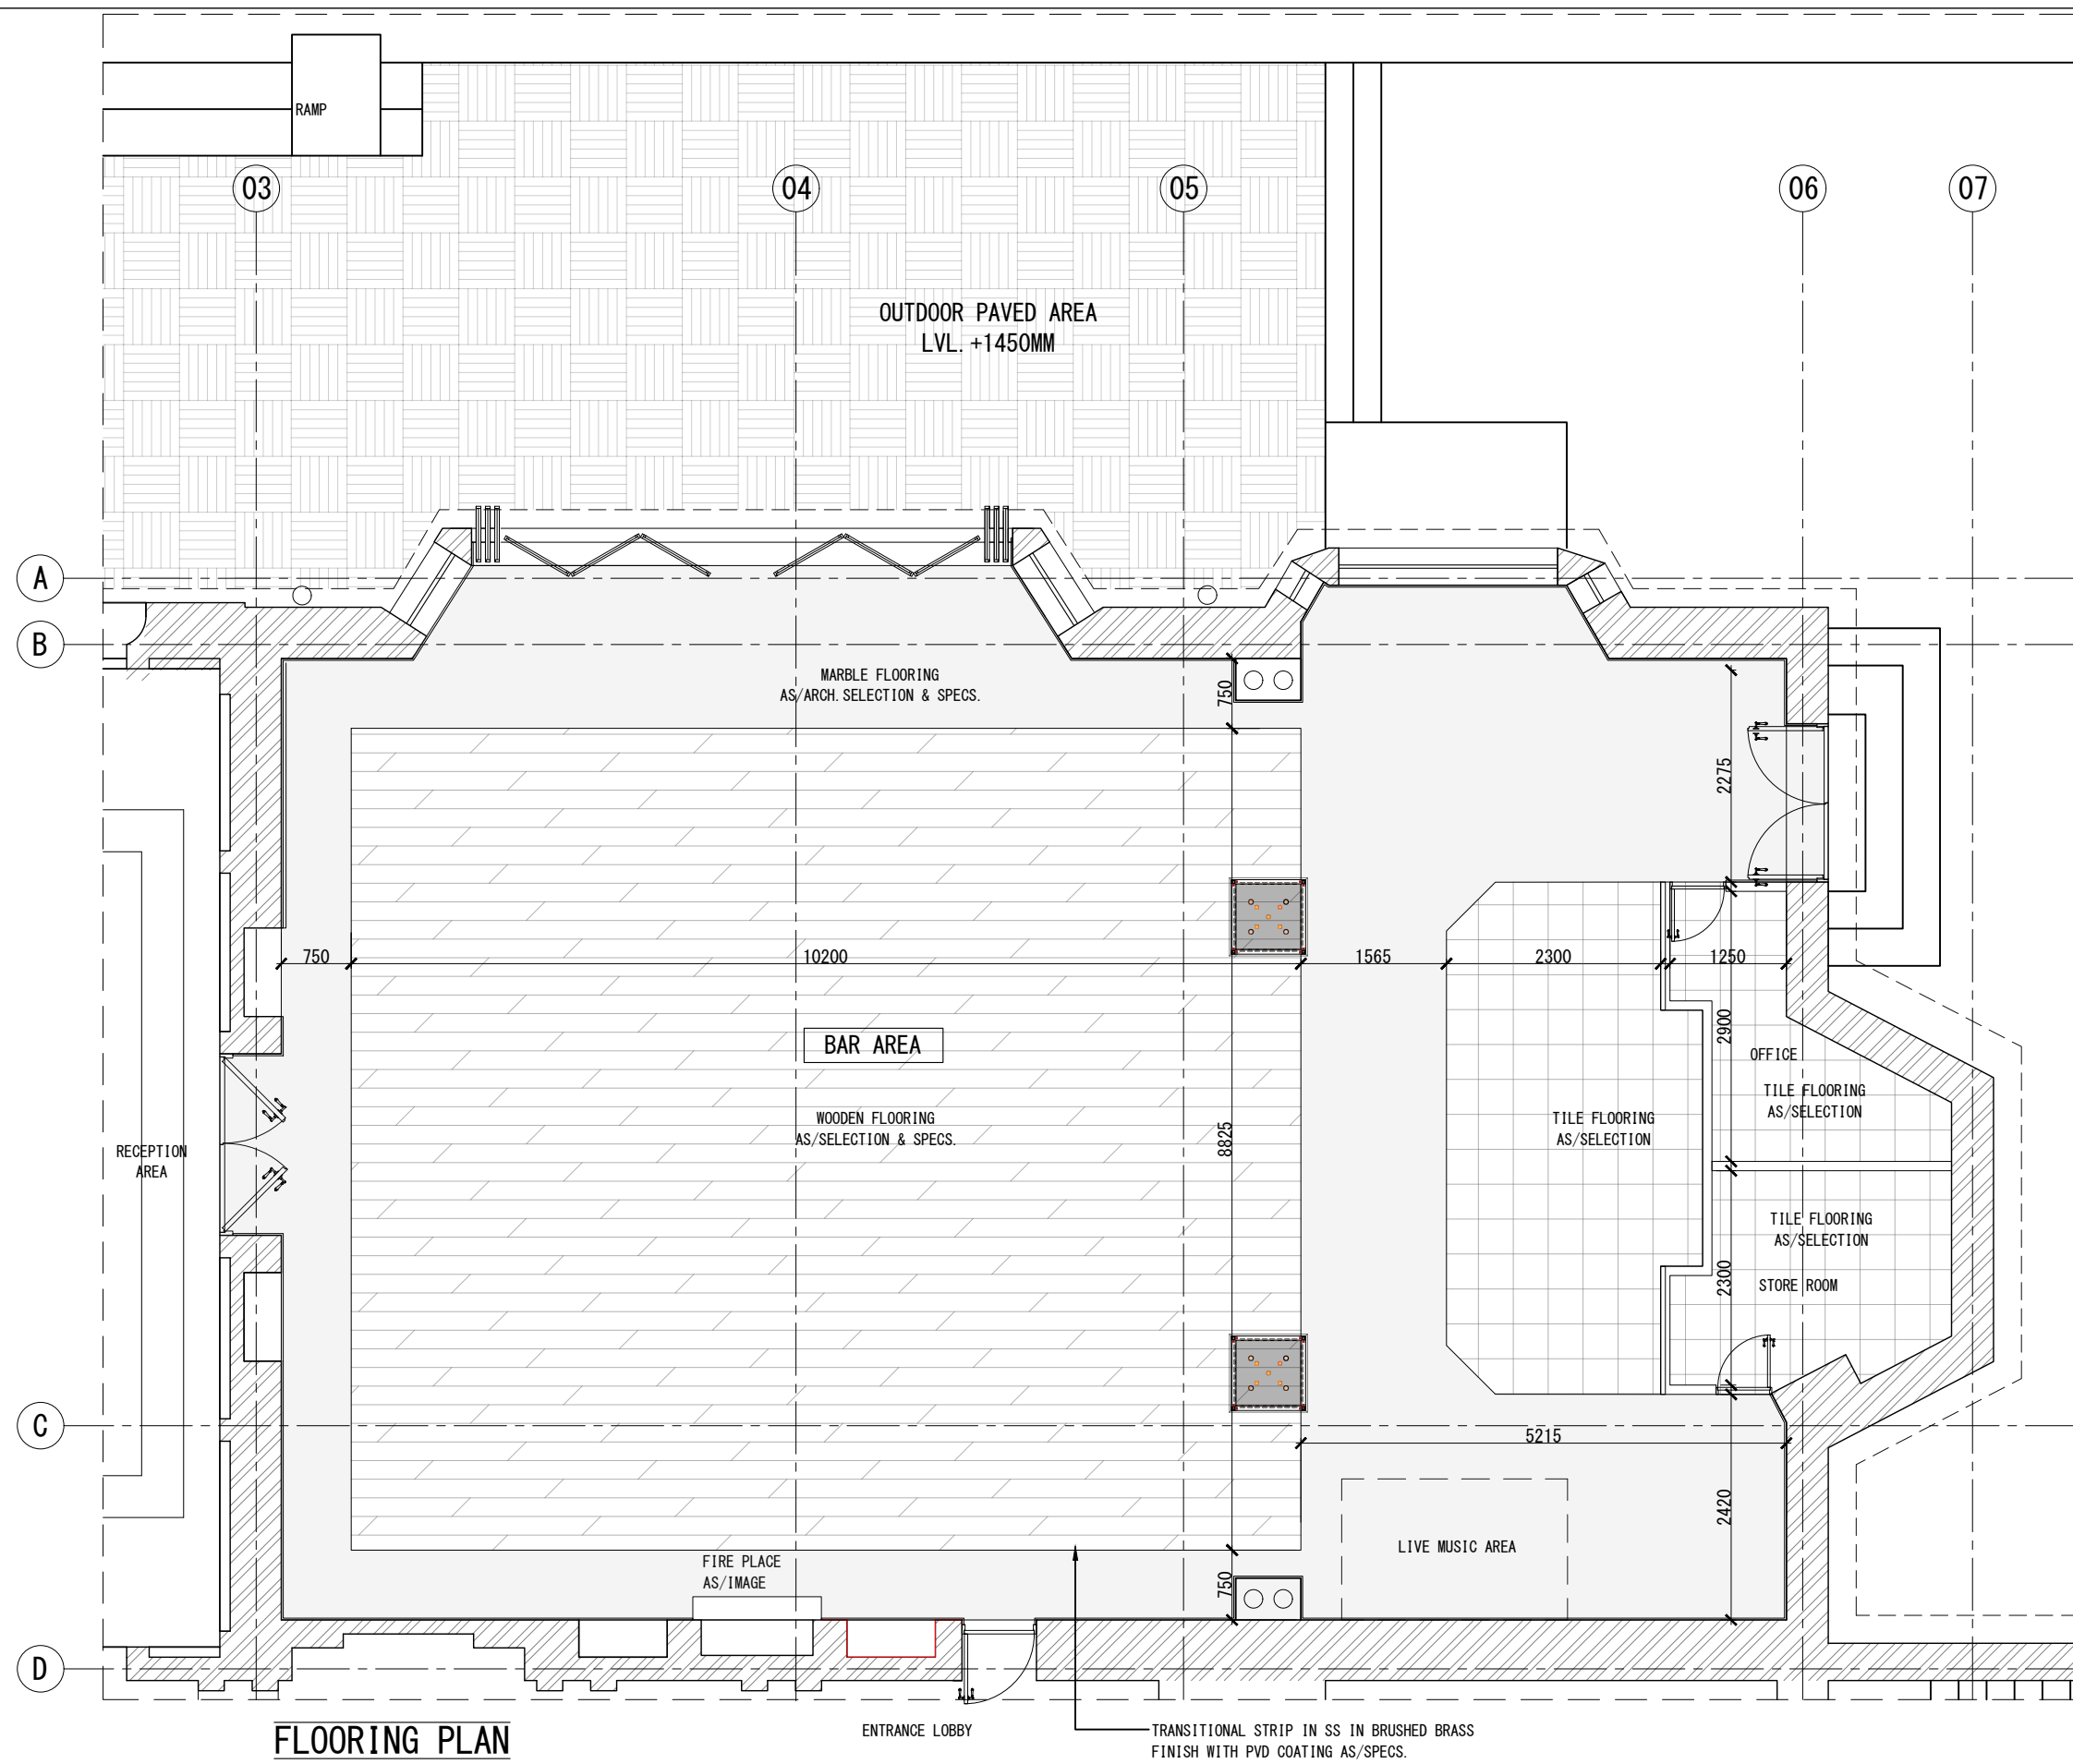 RAMP
03
04
05
06
07
OUTDOOR PAVED AREA
LVL.+1450MM
A
B
MARBLE FLOORING
AS/ARCH.SELECTION & SPECS.
750
2275
750
10200
1565
2300
1250
BAR AREA
2900
OFFICE
TILE FLOORING
AS/SELECTION
WOODEN FLOORING
AS/SELECTION & SPECS.
8825
TILE FLOORING
AS/SELECTION
RECEPTION
AREA
TILE FLOORING
AS/SELECTION
2300
STORE ROOM
C
5215
2420
LIVE MUSIC AREA
FIRE PLACE
AS/IMAGE
750
D
FLOORING PLAN
ENTRANCE LOBBY
TRANSITIONAL STRIP IN SS IN BRUSHED BRASS
FINISH WITH PVD COATING AS/SPECS.